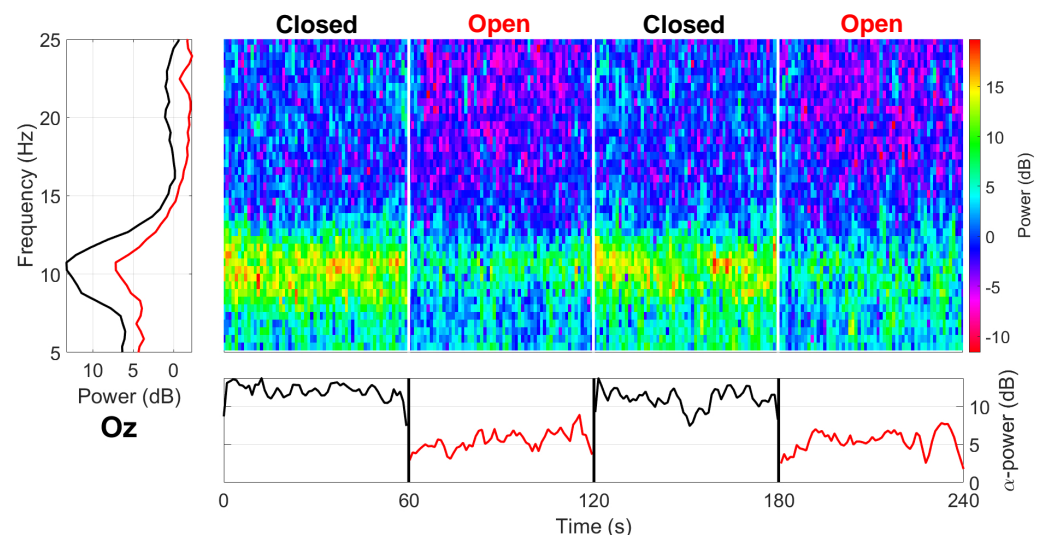 Closed Open Closed Open
25
20
15
10
5
Frequency (Hz)
10 5 0
Power (dB)
Oz
15
10
5
0
-5
-10
Power (dB)
10
5
0
α-power (dB)
0 60 120 180 240
Time (s)